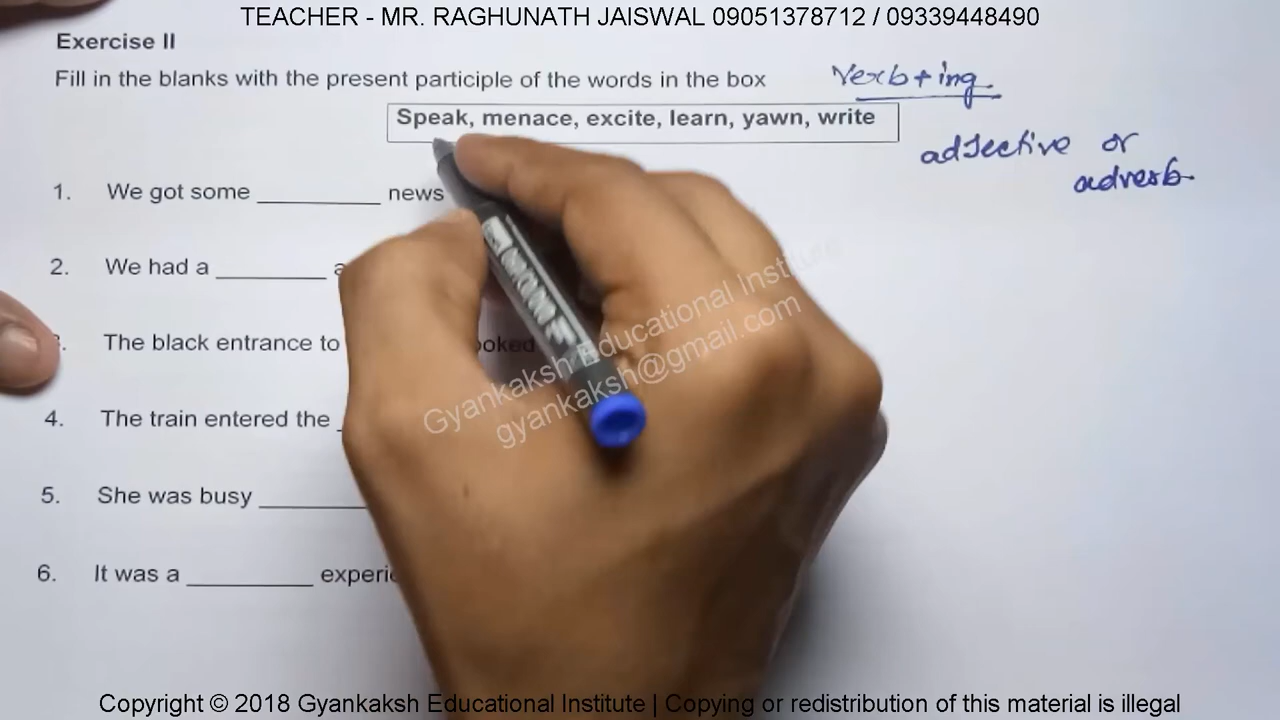 TEACHER - MR. RAGHUNATH JAISWAL 09051378712 / 09339448490
Exercise II
Fill in the blanks with the present participle of the words in the box
Verb + ing
Speak, menace, excite, learn, yawn, write
adjective or
adverb
1. We got some ________ news
2. We had a ________
The black entrance to ooked
4. The train entered the
5. She was busy ________
6. It was a ________ experi
Gyankaksh Educational Institute
gyankaksh@gmail.com
Copyright © 2018 Gyankaksh Educational Institute | Copying or redistribution of this material is illegal